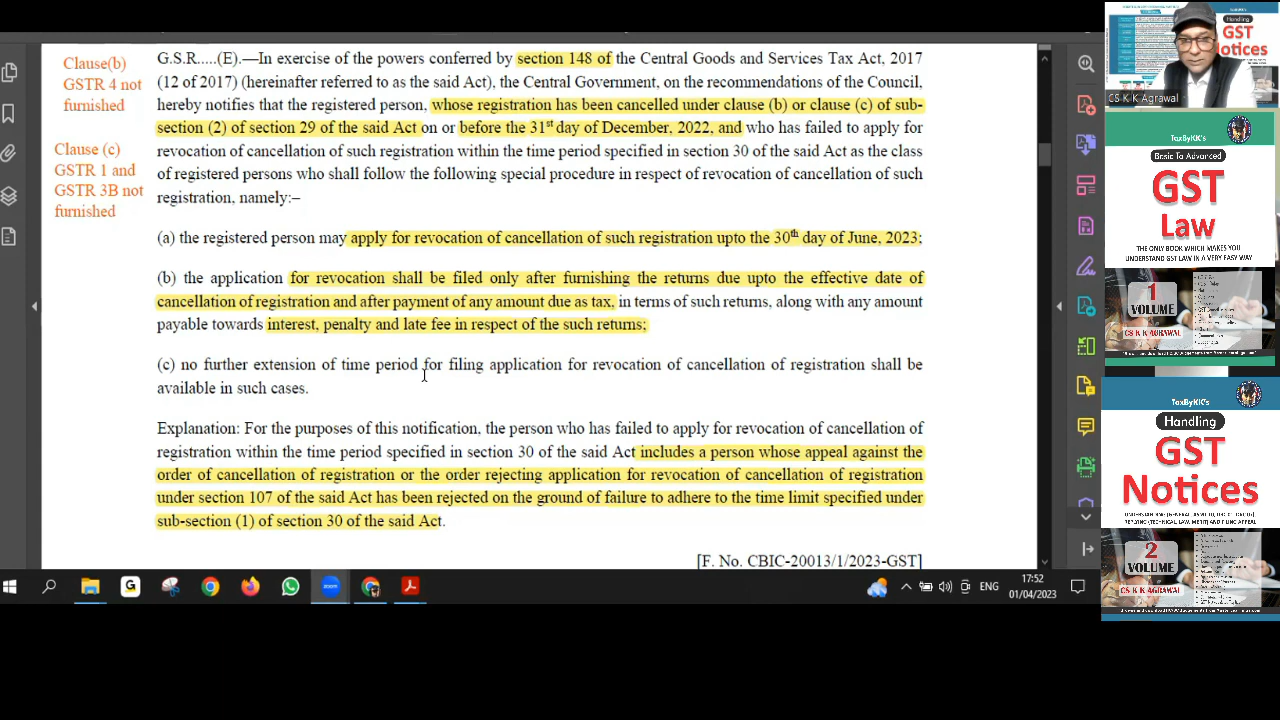 Clause(b)
GSTR 4 not
furnished
Clause (c)
GSTR 1 and
GSTR 3B not
furnished
G.S.R.....(E).—In exercise of the powers conferred by section 148 of the Central Goods and Services Tax Act, 2017
(12 of 2017) (hereinafter referred to as the said Act), the Central Government, on the recommendations of the Council,
hereby notifies that the registered person, whose registration has been cancelled under clause (b) or clause (c) of sub-
section (2) of section 29 of the said Act on or before the 31st day of December, 2022, and who has failed to apply for
revocation of cancellation of such registration within the time period specified in section 30 of the said Act as the class
of registered persons who shall follow the following special procedure in respect of revocation of cancellation of such
registration, namely:–
(a) the registered person may apply for revocation of cancellation of such registration upto the 30th day of June, 2023;
(b) the application for revocation shall be filed only after furnishing the returns due upto the effective date of
cancellation of registration and after payment of any amount due as tax, in terms of such returns, along with any amount
payable towards interest, penalty and late fee in respect of the such returns;
(c) no further extension of time period for filing application for revocation of cancellation of registration shall be
available in such cases.
Explanation: For the purposes of this notification, the person who has failed to apply for revocation of cancellation of
registration within the time period specified in section 30 of the said Act includes a person whose appeal against the
order of cancellation of registration or the order rejecting application for revocation of cancellation of registration
under section 107 of the said Act has been rejected on the ground of failure to adhere to the time limit specified under
sub-section (1) of section 30 of the said Act.
[F. No. CBIC-20013/1/2023-GST]
Handling
GST
Notices
CS K K Agrawal
TaxByKK's
Basic To Advanced
GST
Law
THE ONLY BOOK WHICH MAKES YOU
UNDERSTAND GST LAW IN A VERY EASY WAY
1
VOLUME
CS K K AGRAWAL
TaxByKK's
Handling
GST
Notices
2
VOLUME
CS K K AGRAWAL
zoom
ENG
17:52
01/04/2023